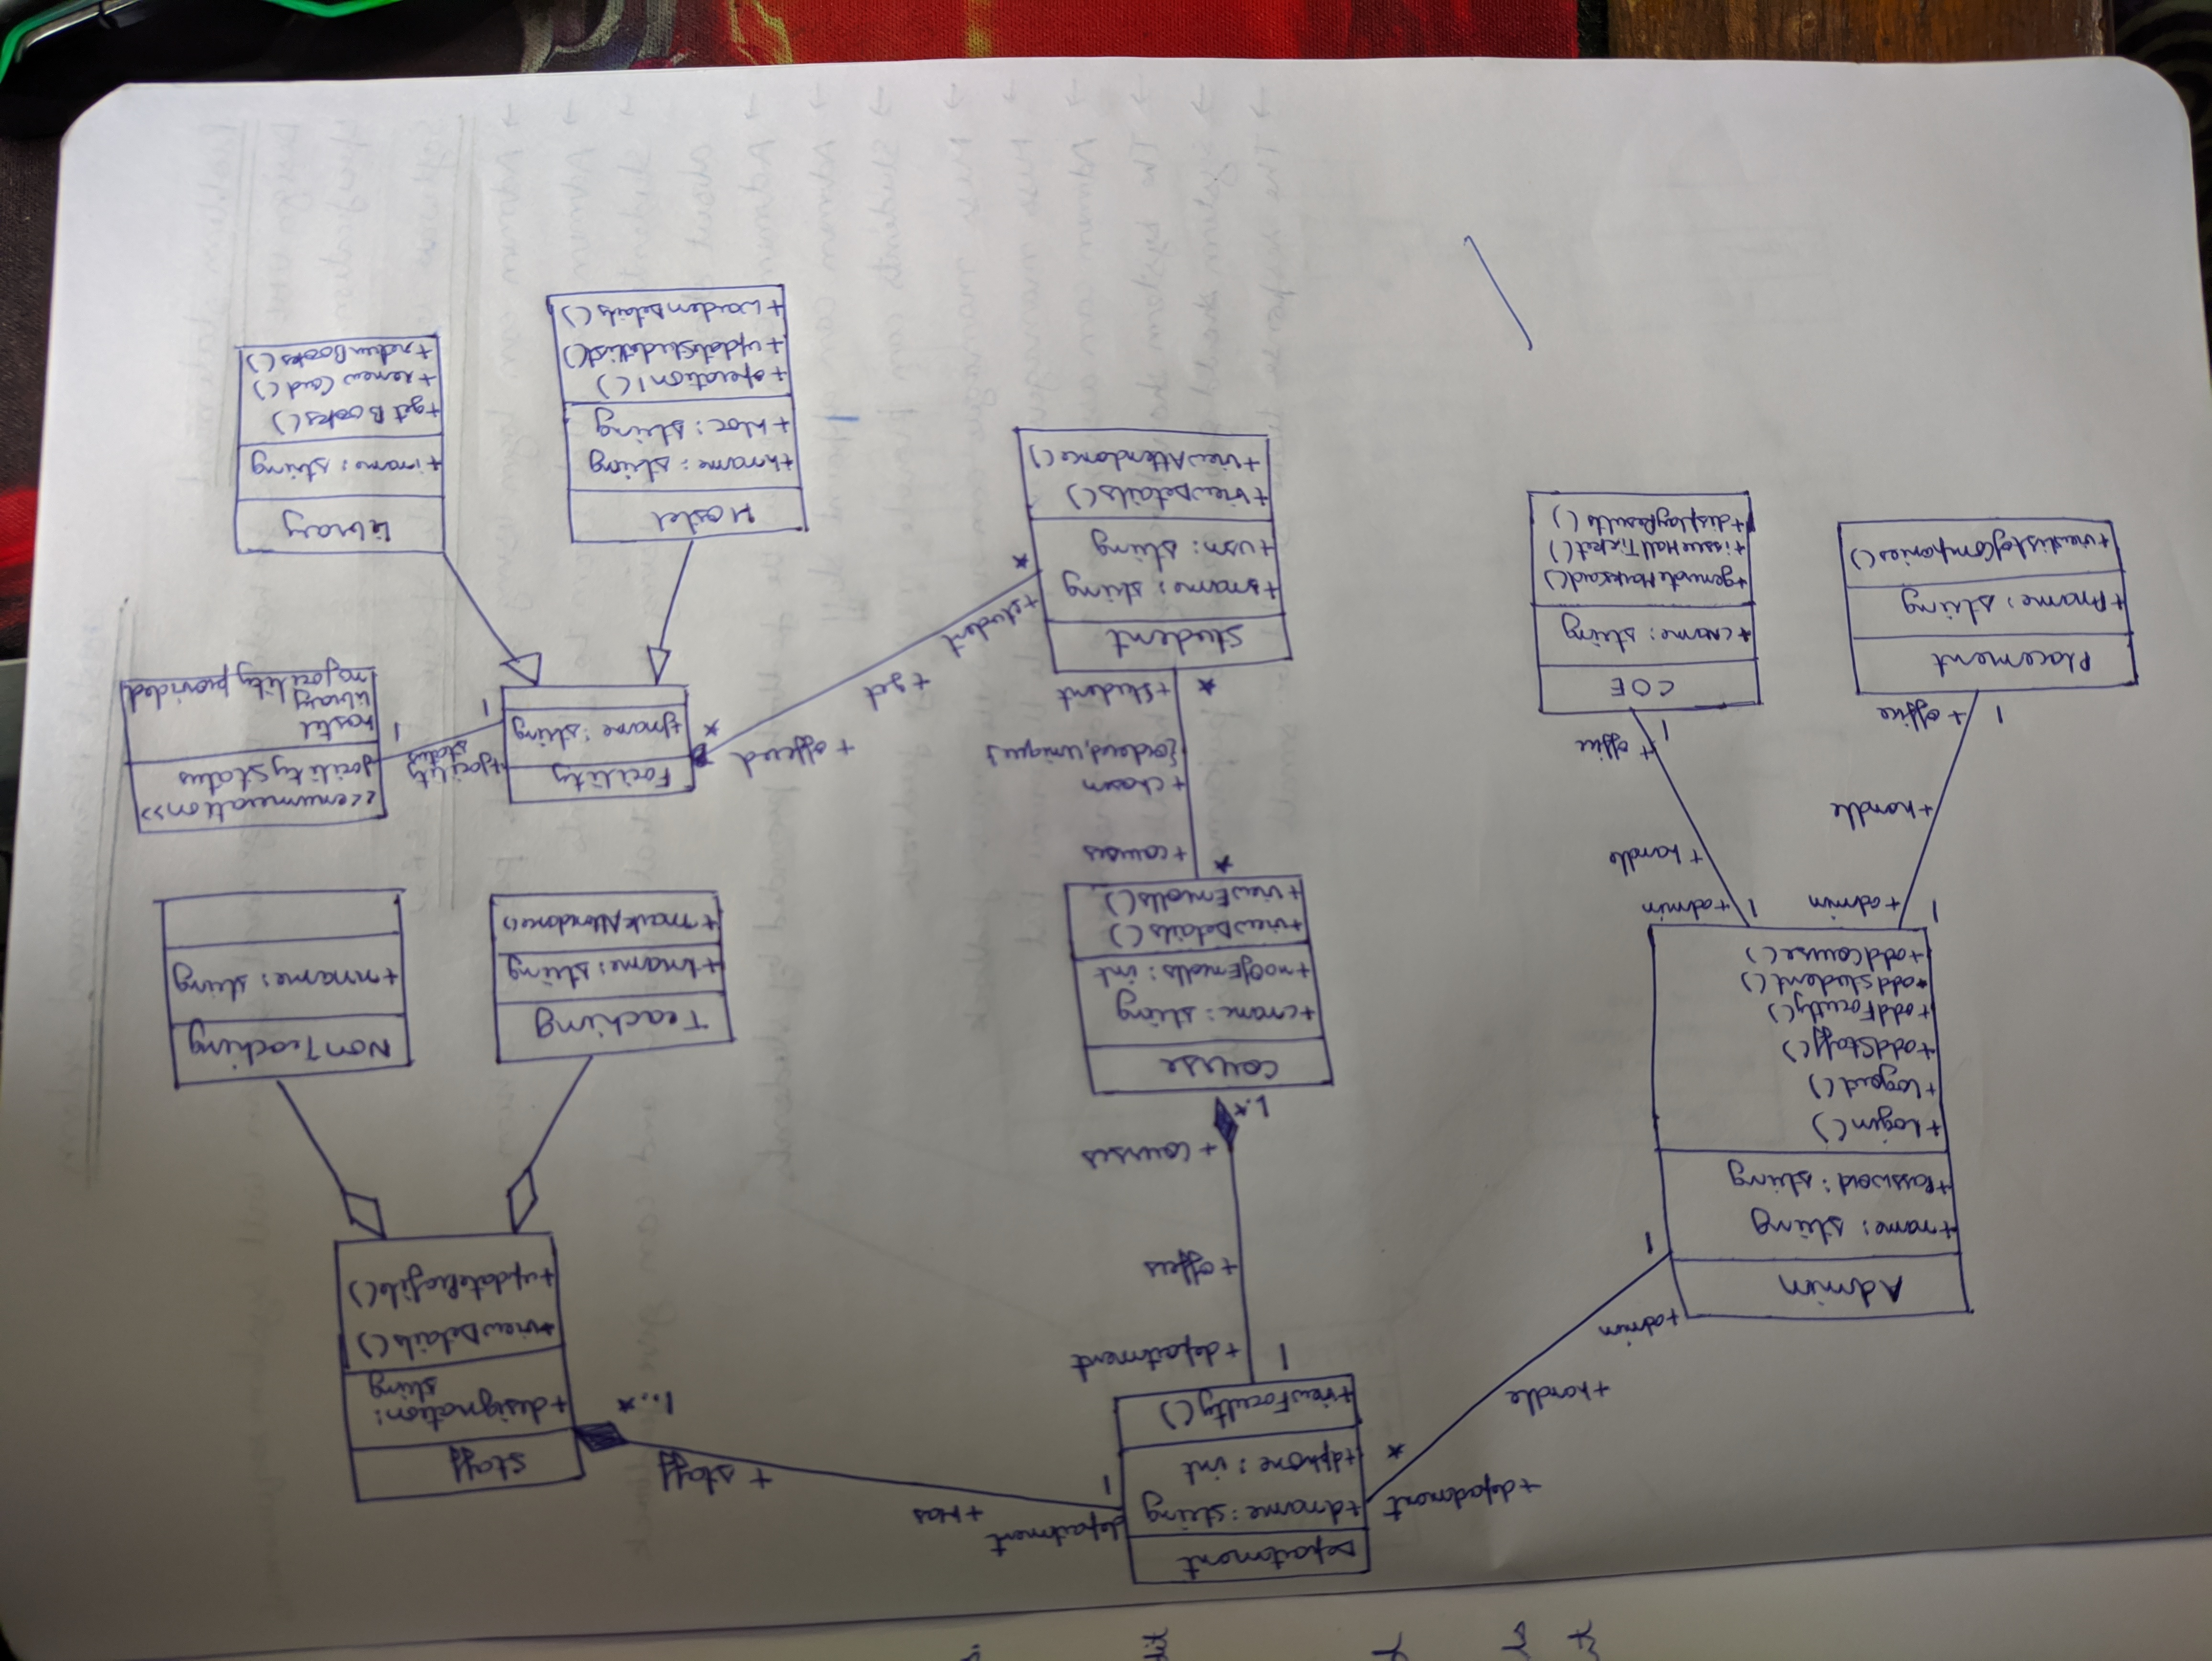 Department
+dname : string
+dphone : int
+viewFaculty()
+department
*
+handle
+admin
1
department
1
+Has
+ staff
1..*
Staff
+designation:
string
+viewDetails()
+updateProfile()
Admin
+name: string
+Password: string
+login()
+logout()
+addStaff()
+addFacutly()
+addstudent()
+addCourse()
1
+department
+ offers
+ courses
1..*
Course
+cname: string
+noOfEnrolls: int
+viewDetails()
+viewEnrolls()
Teaching
+tname: string
+markAttendance()
NonTeaching
+nname: string
1
+admin
+handle
1
+ office
1
+admin
+ handle
+ office
1
Placement
+Pname: string
+viewlistofCompanies()
COE
+cname: string
+generateMarkscard()
+issueHallTicket()
+displayResults()
*
+courses
+ chosen
{ordered, unique}
*
+Student
Student
+sname: string
+usn: string
+viewDetails()
+viewAttendance()
+student
*
+get
+ offered
*
Facility
+fname : string
+facility
status
1
1
<<enumeration>>
facilityStatus
hostel
library
nofacility provided
Hostel
+hname: string
+ hloc: string
+ operation1()
+ updateStudentlist()
+ wardenDetails()
Library
+ lname: string
+getBooks()
+ renew Card()
+returnBooks()